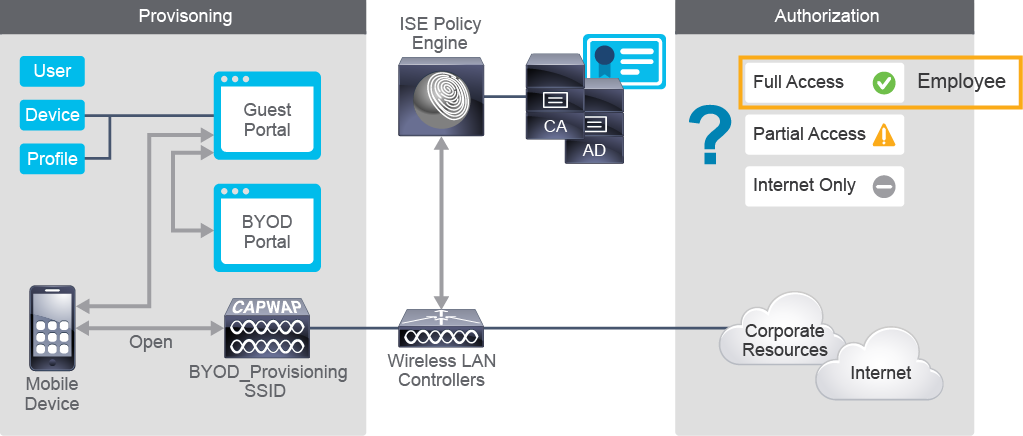 Provisoning
ISE Policy
Engine
Authorization
User
Device
Profile
Guest
Portal
BYOD
Portal
CA
AD
?
Full Access
Employee
Partial Access
Internet Only
CAPWAP
Open
Mobile
Device
BYOD_Provisioning
SSID
Wireless LAN
Controllers
Corporate
Resources
Internet